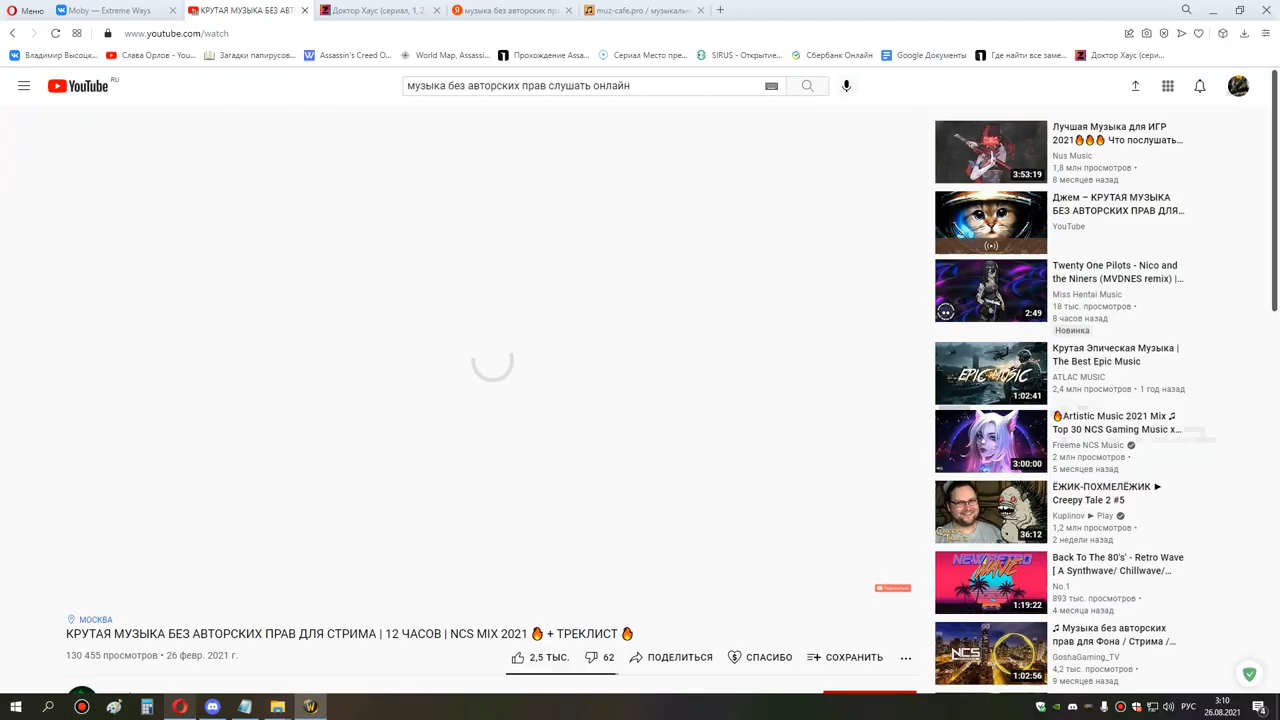 Меню
Moby — Extreme Ways
КРУТАЯ МУЗЫКА БЕЗ АВТ
Доктор Хаус (сериал, 1, 2,
музыка без авторских пра
muz-cafe.pro / музыкальн
www.youtube.com/watch
Владимир Высоцк...
Слава Орлов - You...
Загадки папирусов...
Assassin's Creed O...
World Map, Assassi...
Прохождение Assa...
Сериал Место пре...
SIRUS - Открытие...
Сбербанк Онлайн
Google Документы
Где найти все заме...
Доктор Хаус (сери...
YouTube RU
музыка без авторских прав слушать онлайн
Лучшая Музыка для ИГР
2021🔥🔥🔥 Что послушать...
Nus Music
1,8 млн просмотров •
8 месяцев назад
3:53:19
Джем – КРУТАЯ МУЗЫКА
БЕЗ АВТОРСКИХ ПРАВ ДЛЯ...
YouTube
Twenty One Pilots - Nico and
the Niners (MVDNES remix) |...
Miss Hentai Music
18 тыс. просмотров •
8 часов назад
Новинка
2:49
Крутая Эпическая Музыка |
The Best Epic Music
ATLAC MUSIC
2,4 млн просмотров • 1 год назад
EPIC MUSIC
1:02:41
🔥Artistic Music 2021 Mix ♫
Top 30 NCS Gaming Music x...
Freeme NCS Music
2 млн просмотров •
5 месяцев назад
3:00:00
ЁЖИК-ПОХМЕЛЁЖИК ►
Creepy Tale 2 #5
Kuplinov ► Play
1,2 млн просмотров •
2 недели назад
36:12
Back To The 80's' - Retro Wave
[ A Synthwave/ Chillwave/...
No.1
893 тыс. просмотров •
4 месяца назад
NEW RETRO
WAVE
1:19:22
♫ Музыка без авторских
прав для Фона / Стрима /...
GoshaGaming_TV
4,2 тыс. просмотров •
9 месяцев назад
NCS
1:02:56
МОСКВА
КРУТАЯ МУЗЫКА БЕЗ АВТОРСКИХ ПРАВ ДЛЯ СТРИМА | 12 ЧАСОВ | NCS MIX 2021 🔥 + ТРЕКЛИСТ 🔥
130 455 просмотров • 26 февр. 2021 г.
2,5 ТЫС.
62
ПОДЕЛИТЬСЯ
СПАСИБО
СОХРАНИТЬ
РУС
3:10
26.08.2021
4